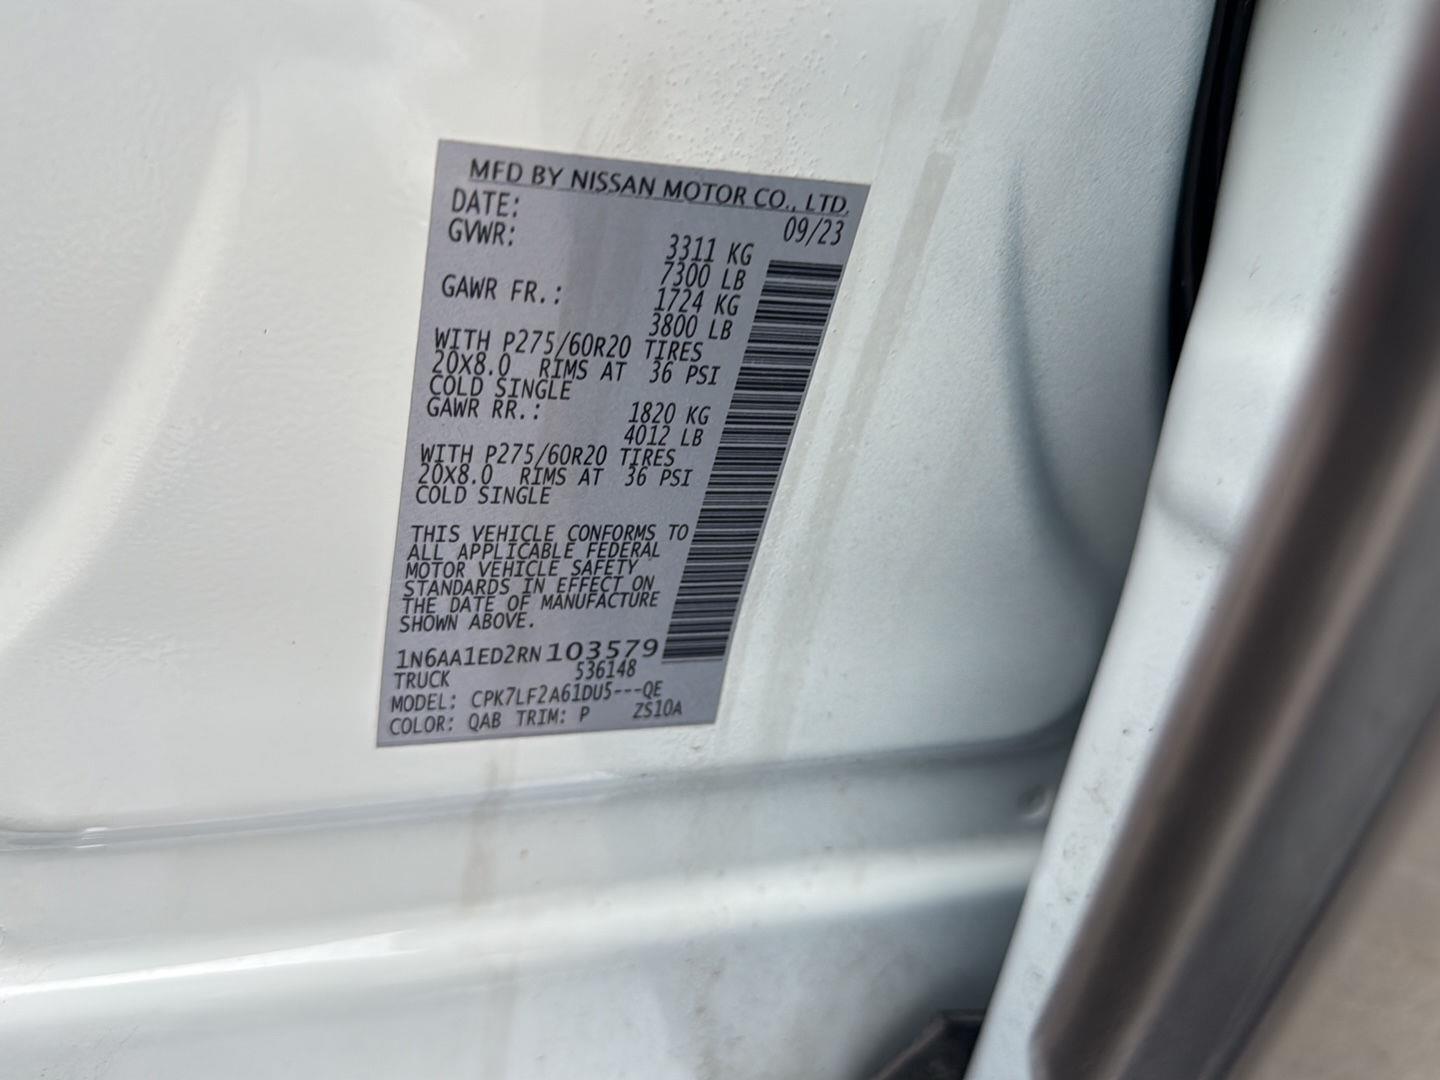 MFD BY NISSAN MOTOR CO., LTD.
DATE: 09/23
GVWR: 3311 KG
7300 LB
GAWR FR.: 1724 KG
3800 LB
WITH P275/60R20 TIRES
20X8.0 RIMS AT 36 PSI
COLD SINGLE
GAWR RR.: 1820 KG
4012 LB
WITH P275/60R20 TIRES
20X8.0 RIMS AT 36 PSI
COLD SINGLE
THIS VEHICLE CONFORMS TO
ALL APPLICABLE FEDERAL
MOTOR VEHICLE SAFETY
STANDARDS IN EFFECT ON
THE DATE OF MANUFACTURE
SHOWN ABOVE.
1N6AA1ED2RN103579
TRUCK 536148
MODEL: CPK7LF2A61DU5---QE
COLOR: QAB TRIM: P ZS10A